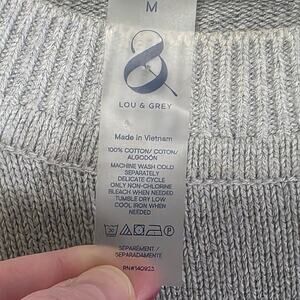 M
&
LOU & GREY
Made in Vietnam
100% COTTON/ COTON/
ALGODÓN
MACHINE WASH COLD
SEPARATELY
DELICATE CYCLE
ONLY NON-CHLORINE
BLEACH WHEN NEEDED
TUMBLE DRY LOW
COOL IRON WHEN
NEEDED
SÉPARÉMENT /
SEPARADAMENTE
RN#140923